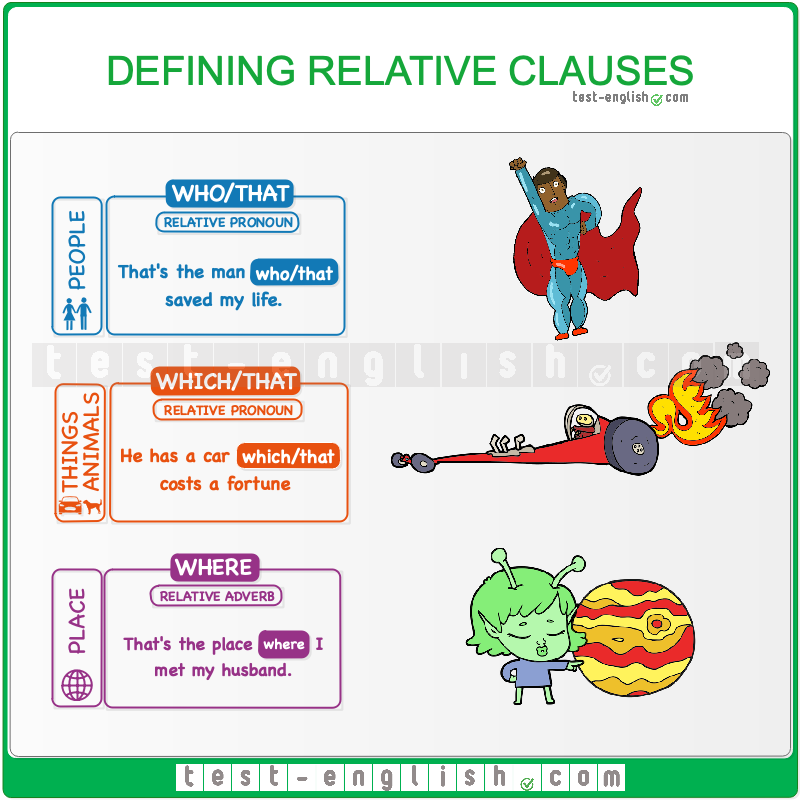 DEFINING RELATIVE CLAUSES
test-english.com
WHO/THAT
RELATIVE PRONOUN
PEOPLE
That's the man who/that
saved my life.
test-english.com
WHICH/THAT
RELATIVE PRONOUN
THINGS
ANIMALS
He has a car which/that
costs a fortune
WHERE
RELATIVE ADVERB
PLACE
That's the place where I
met my husband.
test-english.com